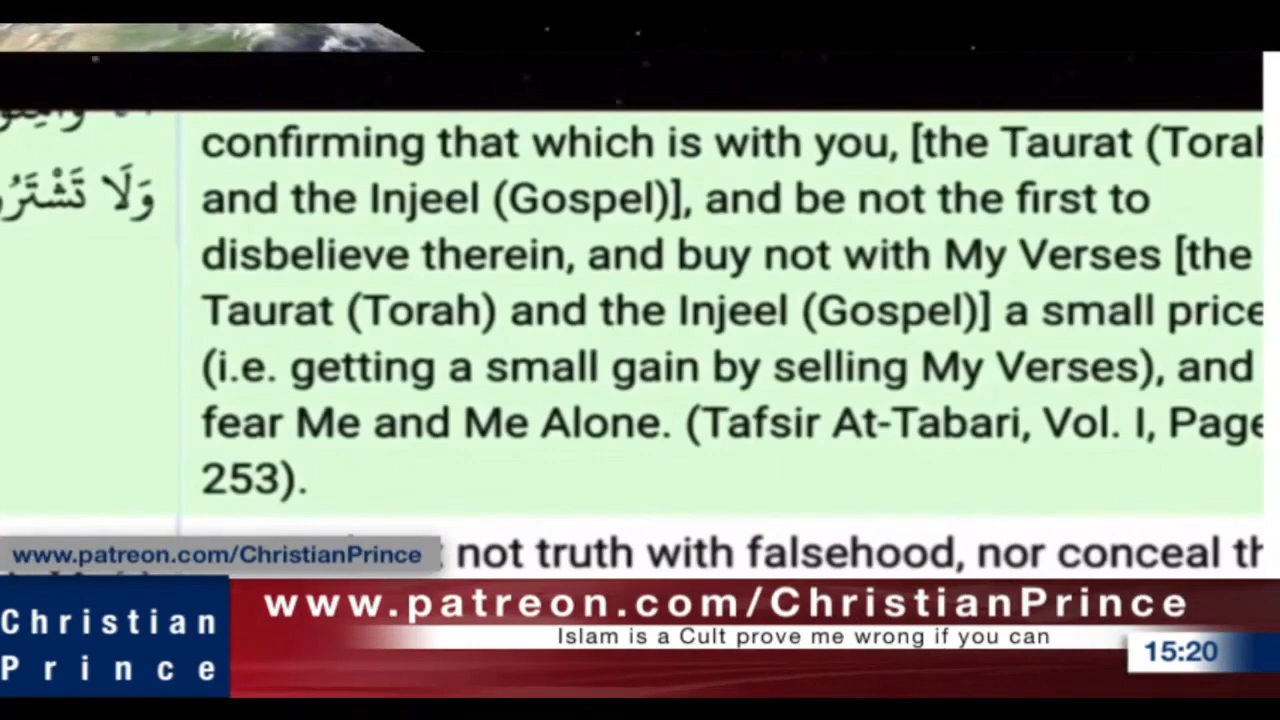 confirming that which is with you, [the Taurat (Torah
and the Injeel (Gospel)], and be not the first to
وَلَا تَشْتَرُو
disbelieve therein, and buy not with My Verses [the
Taurat (Torah) and the Injeel (Gospel)] a small price
(i.e. getting a small gain by selling My Verses), and
fear Me and Me Alone. (Tafsir At-Tabari, Vol. I, Page
253).
www.patreon.com/ChristianPrince
not truth with falsehood, nor conceal th
www.patreon.com/ChristianPrince
Islam is a Cult prove me wrong if you can
Christian
Prince
15:20